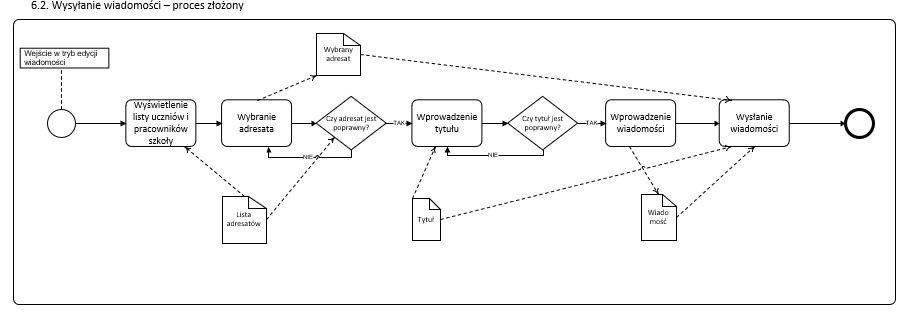 6.2. Wysyłanie wiadomości – proces złożony
Wejście w tryb edycji
wiadomości
Wybrany
adresat
Wyświetlenie
listy uczniów i
pracowników
szkoły
Wybranie
adresata
Czy adresat jest
poprawny?
TAK
NIE
Wprowadzenie
tytułu
Czy tytuł jest
poprawny?
TAK
NIE
Wprowadzenie
wiadomości
Wysłanie
wiadomości
Lista
adresatów
Tytuł
Wiado
mość